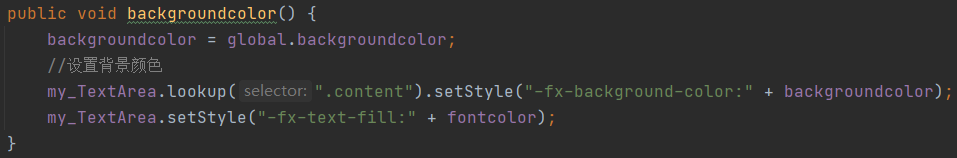 public void backgroundcolor() {
backgroundcolor = global.backgroundcolor;
//设置背景颜色
my_TextArea.lookup( selector: ".content").setStyle("-fx-background-color:" + backgroundcolor);
my_TextArea.setStyle("-fx-text-fill:" + fontcolor);
}